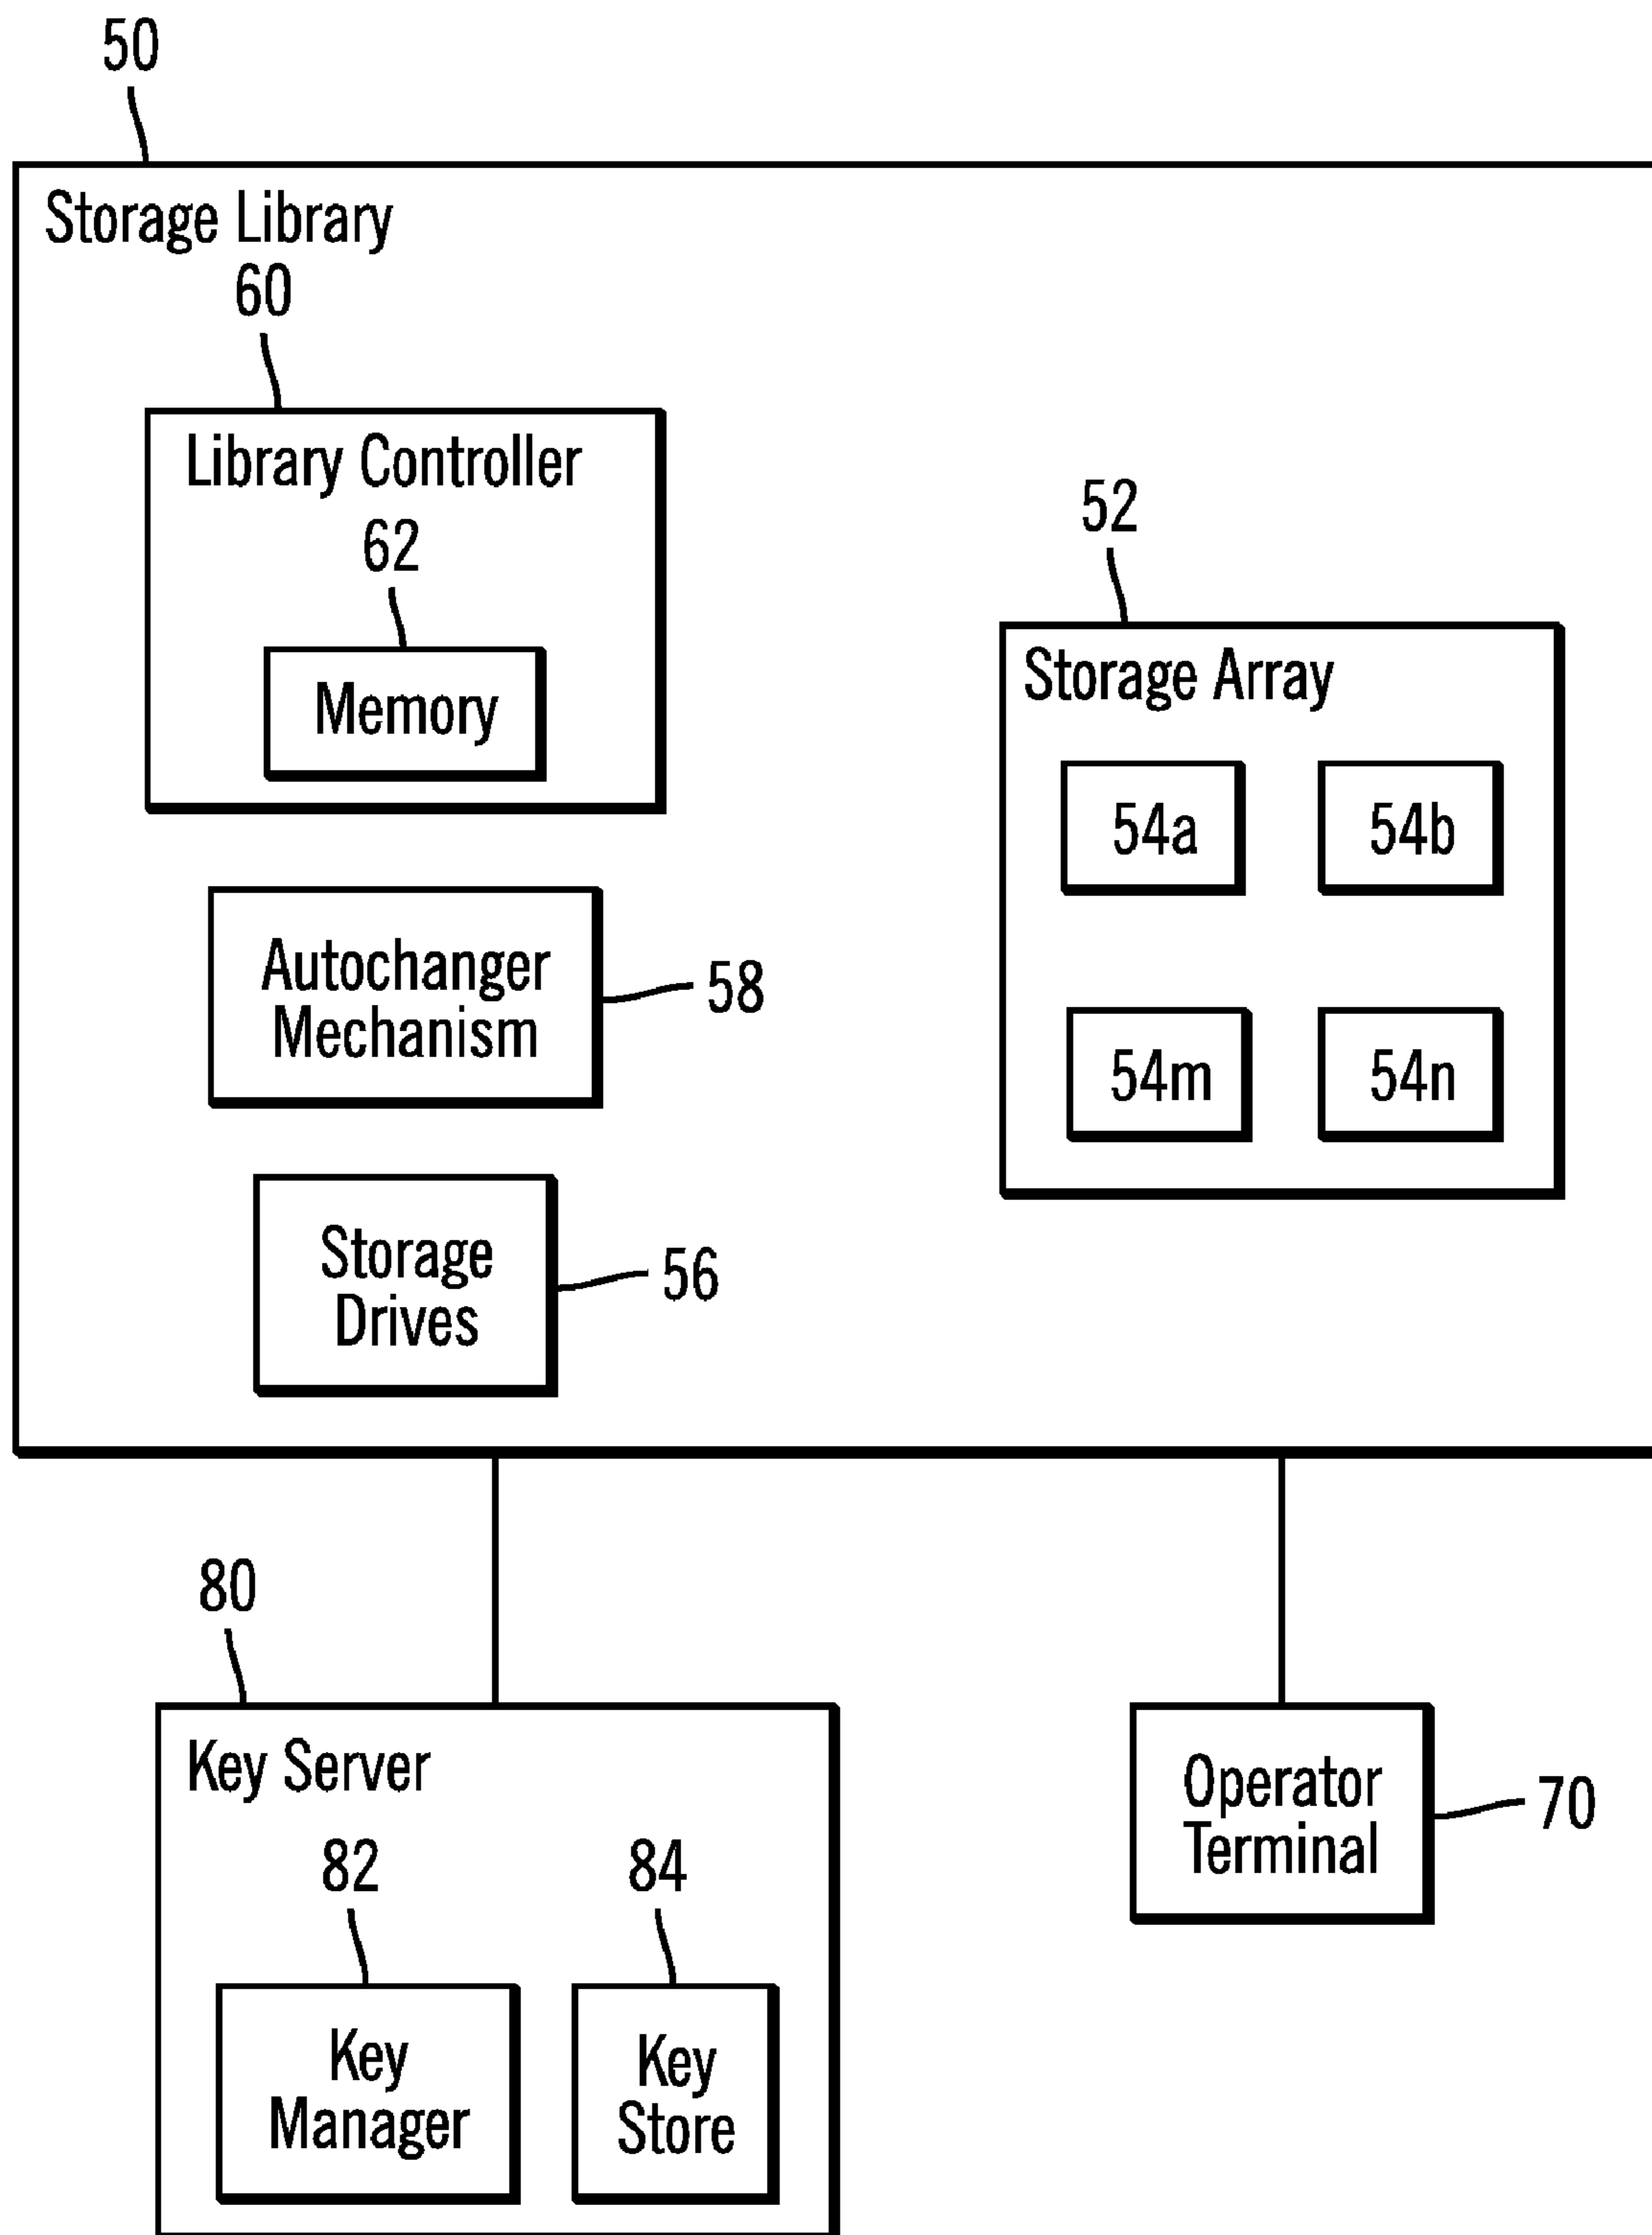 50
Storage Library
60
Library Controller
62
Memory
52
Storage Array
54a
54b
54m
54n
Autochanger
Mechanism
58
Storage
Drives
56
80
Key Server
82
84
Key
Manager
Key
Store
Operator
Terminal
70